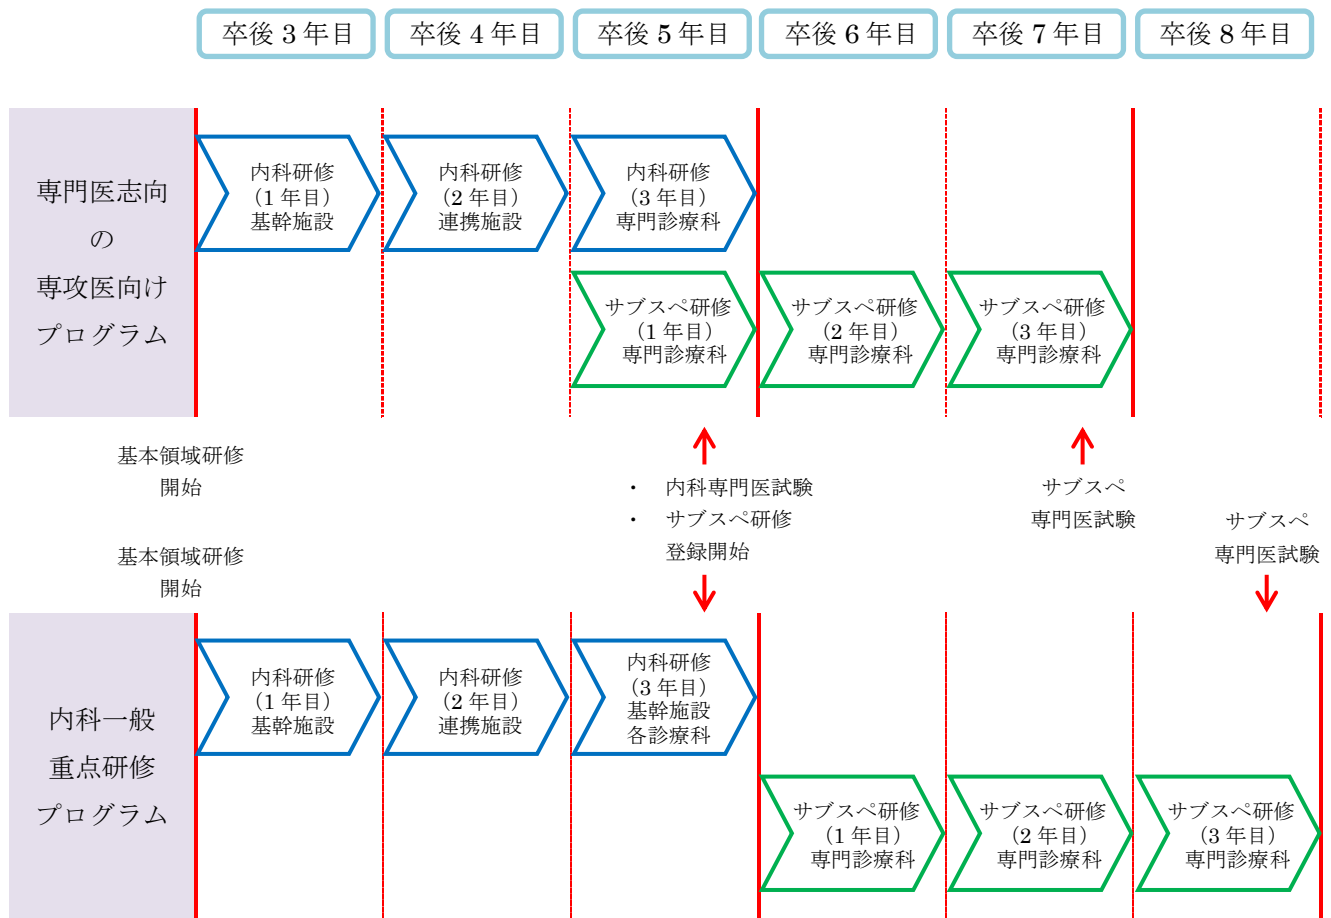 卒後 3 年目
卒後 4 年目
卒後 5 年目
卒後 6 年目
卒後 7 年目
卒後 8 年目
専門医志向
の
専攻医向け
プログラム
内科研修
(1 年目)
基幹施設
内科研修
(2 年目)
連携施設
内科研修
(3 年目)
専門診療科
サブスペ研修
(1 年目)
専門診療科
サブスペ研修
(2 年目)
専門診療科
サブスペ研修
(3 年目)
専門診療科
基本領域研修
開始
・ 内科専門医試験
・ サブスペ研修
登録開始
サブスペ
専門医試験
サブスペ
専門医試験
基本領域研修
開始
内科一般
重点研修
プログラム
内科研修
(1 年目)
基幹施設
内科研修
(2 年目)
連携施設
内科研修
(3 年目)
基幹施設
各診療科
サブスペ研修
(1 年目)
専門診療科
サブスペ研修
(2 年目)
専門診療科
サブスペ研修
(3 年目)
専門診療科